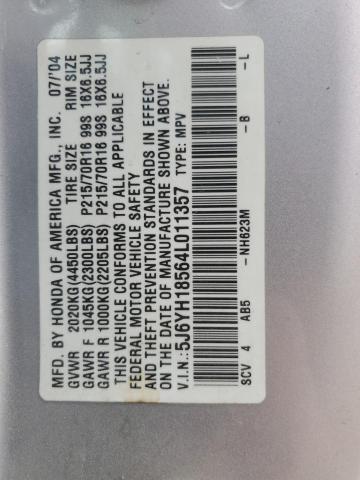 MFD. BY HONDA OF AMERICA MFG., INC. 07/'04
GVWR 2020KG(4450LBS) TIRE SIZE RIM SIZE
GAWR F 1045KG(2300LBS) P215/70R16 99S 16X6.5JJ
GAWR R 1000KG(2205LBS) P215/70R16 99S 16X6.5JJ
THIS VEHICLE CONFORMS TO ALL APPLICABLE
FEDERAL MOTOR VEHICLE SAFETY
AND THEFT PREVENTION STANDARDS IN EFFECT
ON THE DATE OF MANUFACTURE SHOWN ABOVE.
V.I.N.: 5J6YH18564L011357 TYPE: MPV
SCV 4 AB5 -NH623M -B -L